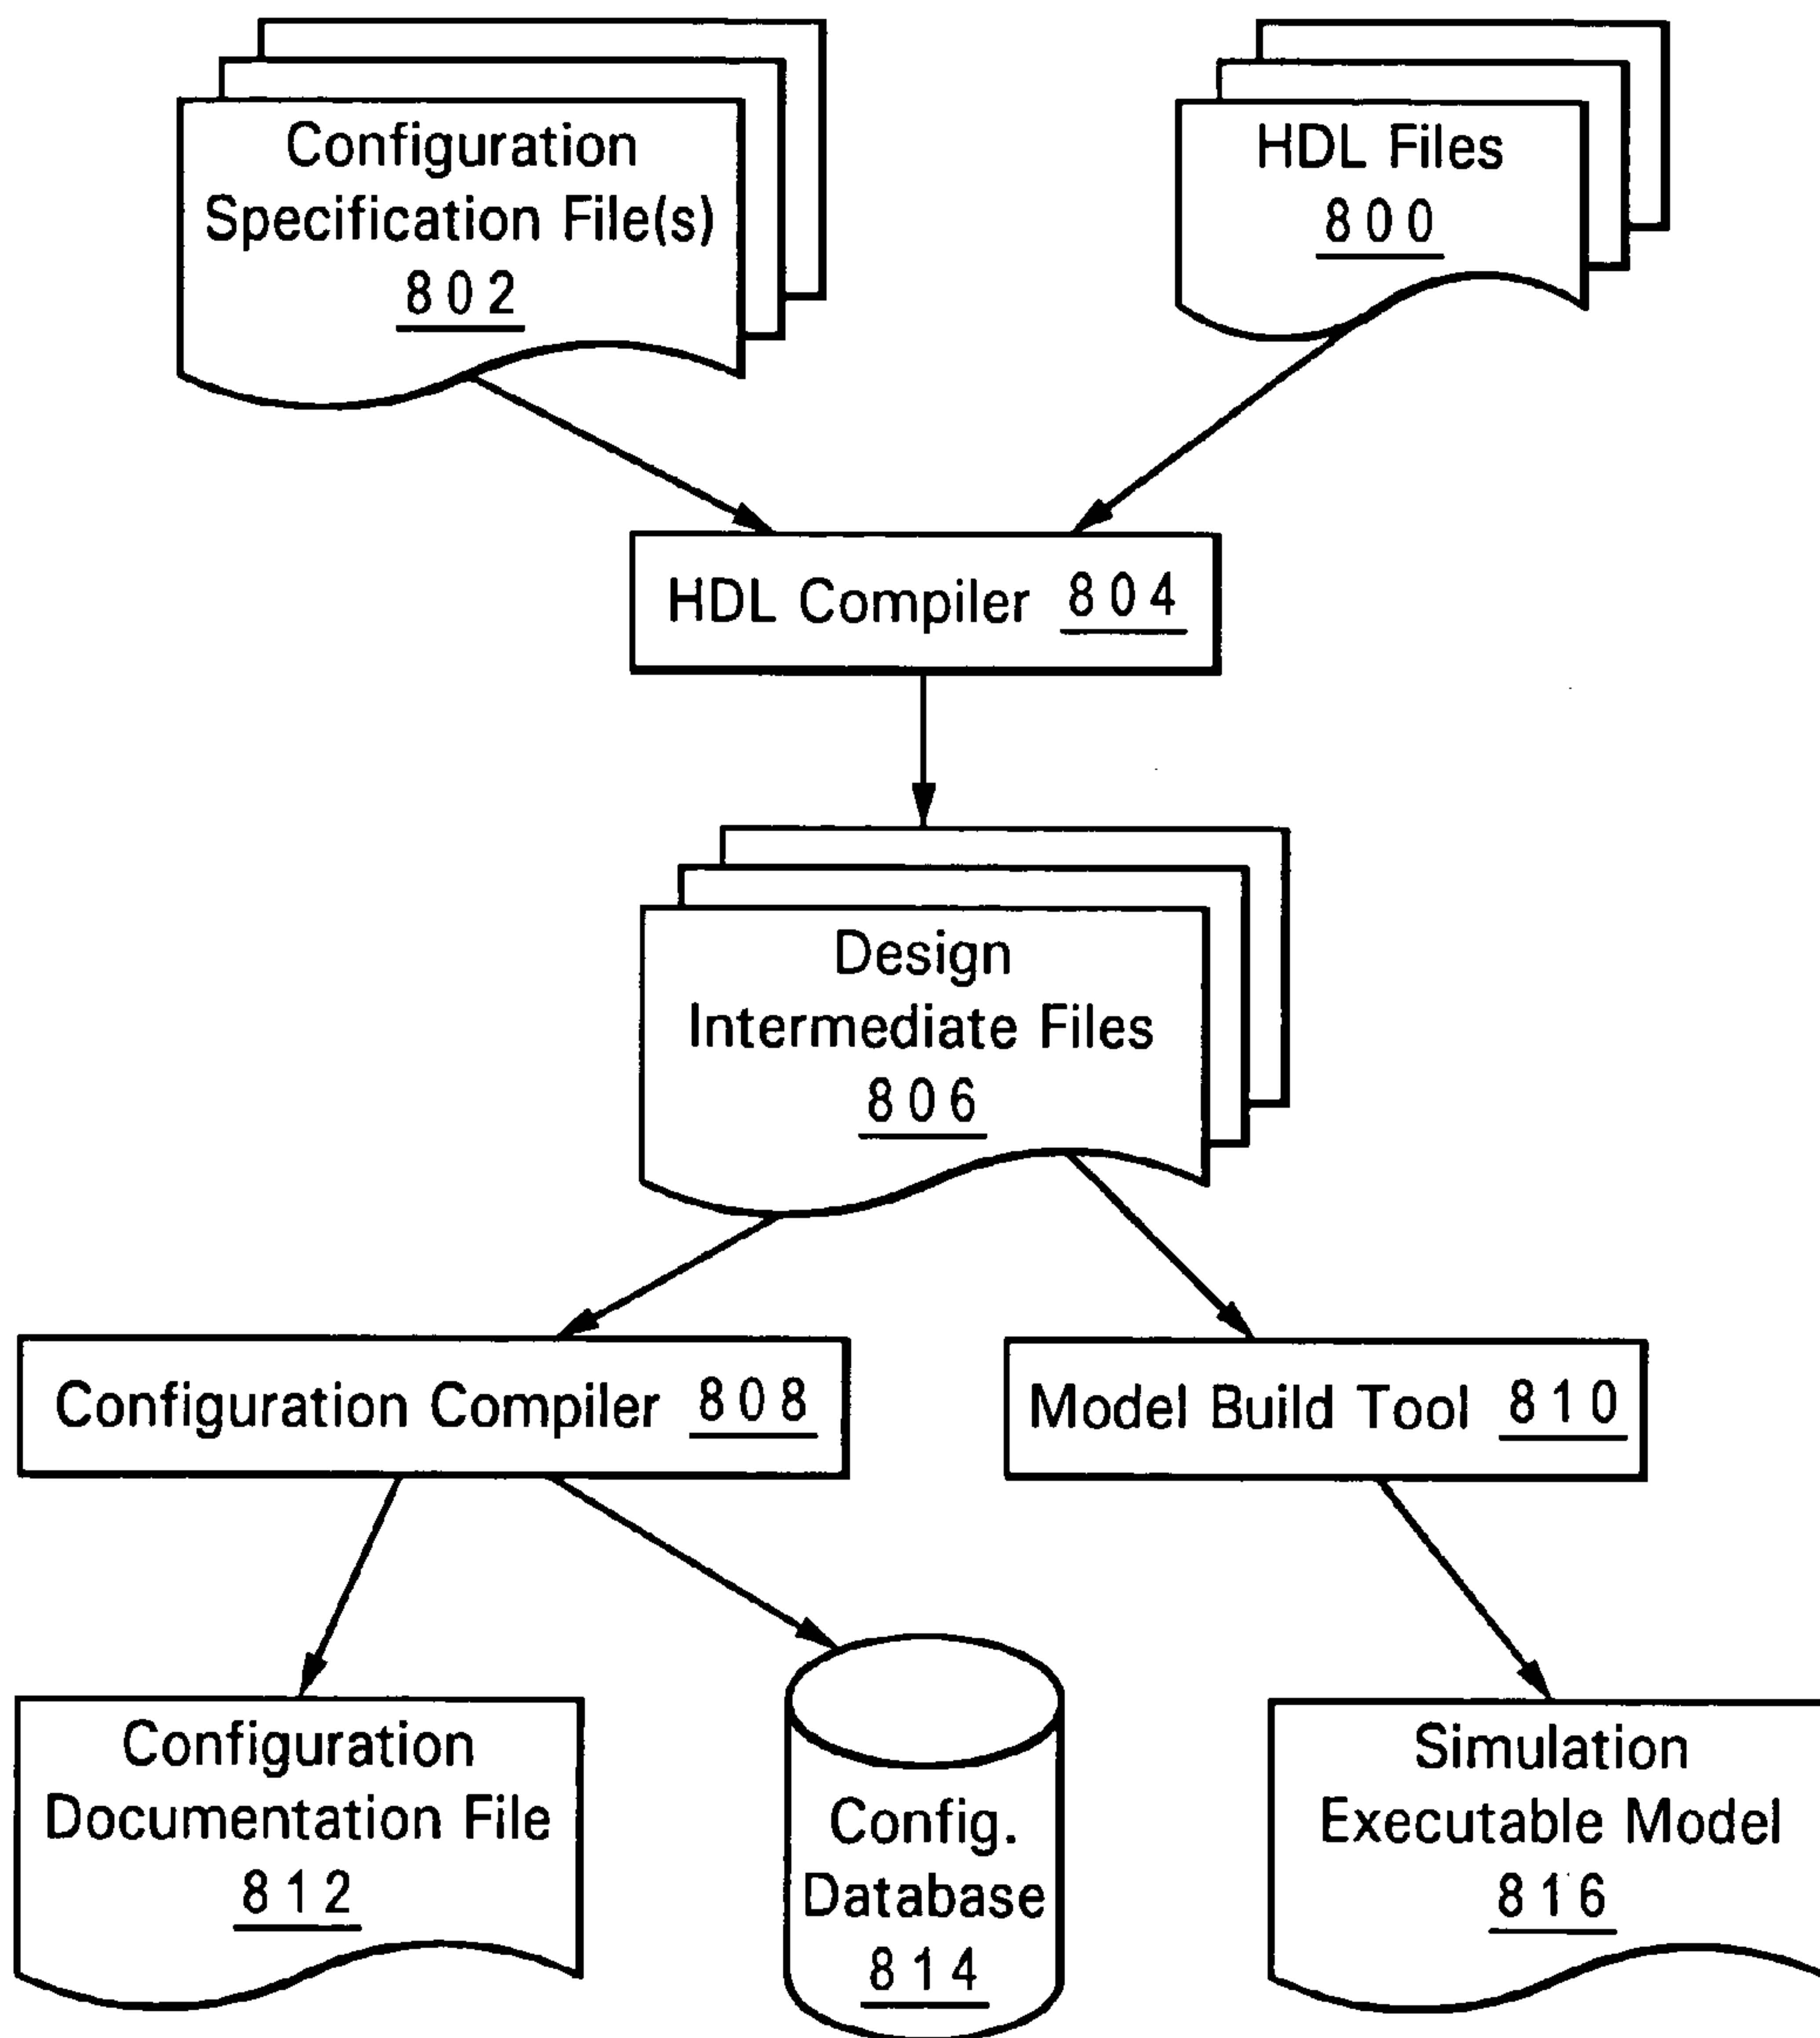 Configuration
Specification File(s)
802
HDL Files
800
HDL Compiler 804
Design
Intermediate Files
806
Configuration Compiler 808
Model Build Tool 810
Configuration
Documentation File
812
Config.
Database
814
Simulation
Executable Model
816